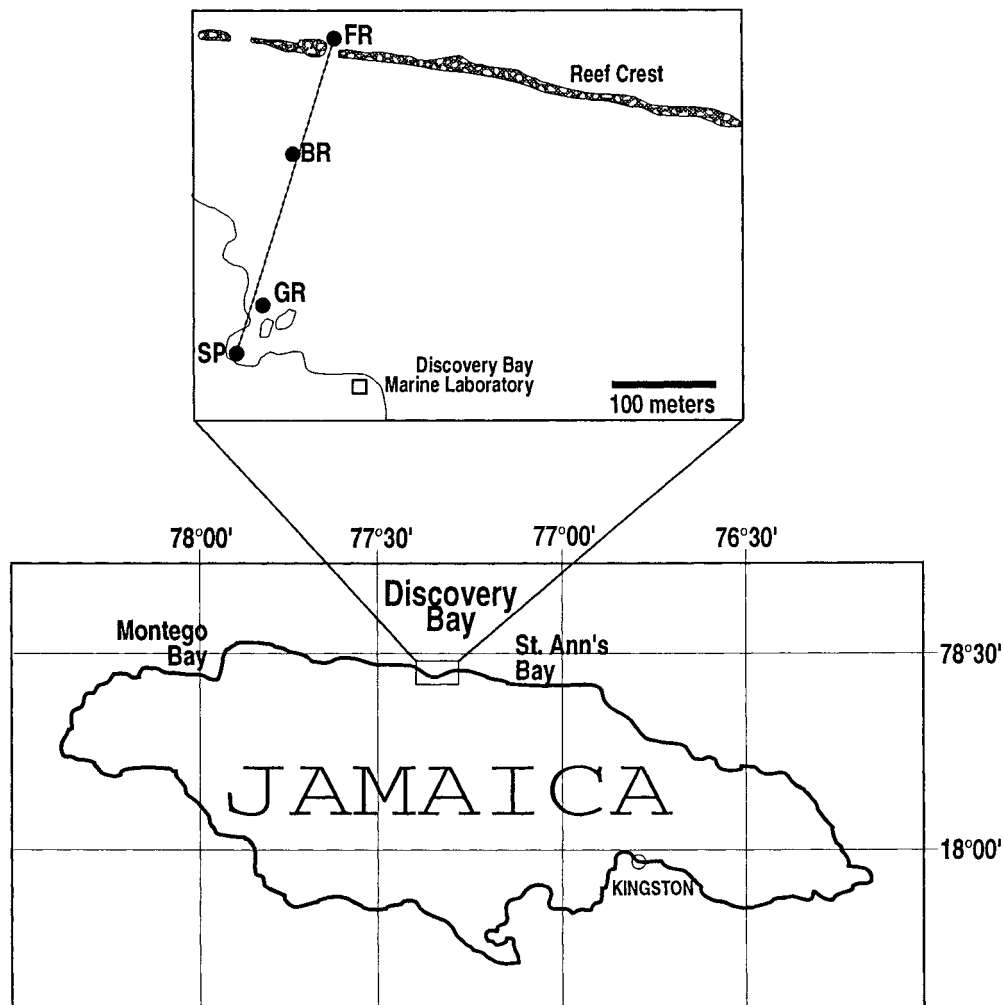 FR
Reef Crest
BR
GR
SP
Discovery Bay
Marine Laboratory
100 meters
78°00'
77°30'
77°00'
76°30'
Discovery
Bay
Montego
Bay
St. Ann's
Bay
78°30'
JAMAICA
18°00'
KINGSTON